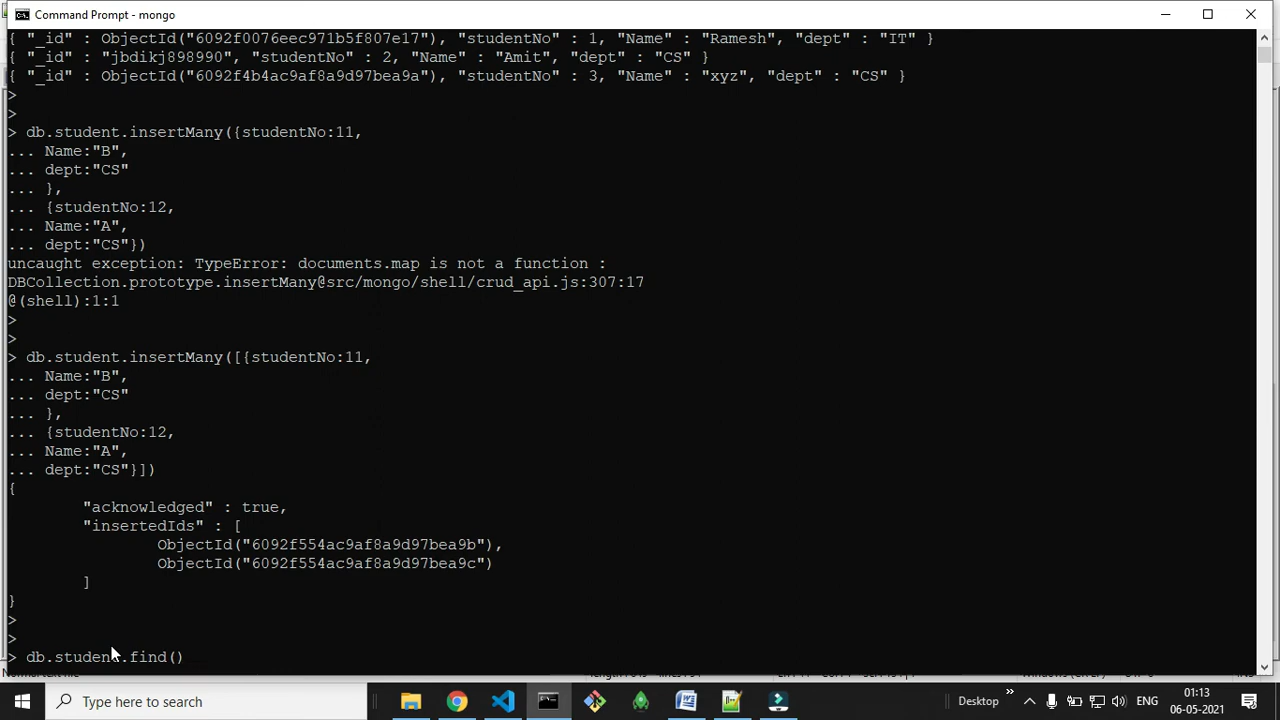 Command Prompt - mongo
{ "_id" : ObjectId("6092f0076eec971b5f807e17"), "studentNo" : 1, "Name" : "Ramesh", "dept" : "IT" }
{ "_id" : "jbdikj898990", "studentNo" : 2, "Name" : "Amit", "dept" : "CS" }
{ "_id" : ObjectId("6092f4b4ac9af8a9d97bea9a"), "studentNo" : 3, "Name" : "xyz", "dept" : "CS" }
>
>
> db.student.insertMany({studentNo:11,
... Name:"B",
... dept:"CS"
... },
... {studentNo:12,
... Name:"A",
... dept:"CS"})
uncaught exception: TypeError: documents.map is not a function :
DBCollection.prototype.insertMany@src/mongo/shell/crud_api.js:307:17
@(shell):1:1
>
>
> db.student.insertMany([{studentNo:11,
... Name:"B",
... dept:"CS"
... },
... {studentNo:12,
... Name:"A",
... dept:"CS"}])
{
"acknowledged" : true,
"insertedIds" : [
ObjectId("6092f554ac9af8a9d97bea9b"),
ObjectId("6092f554ac9af8a9d97bea9c")
]
}
>
>
> db.student.find()
Type here to search
Desktop
ENG
01:13
06-05-2021